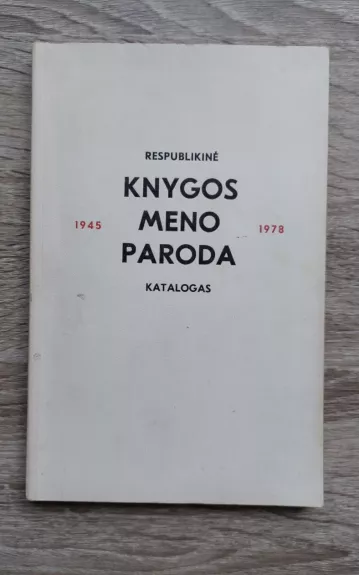 RESPUBLIKINĖ
KNYGOS
1945 MENO 1978
PARODA
KATALOGAS